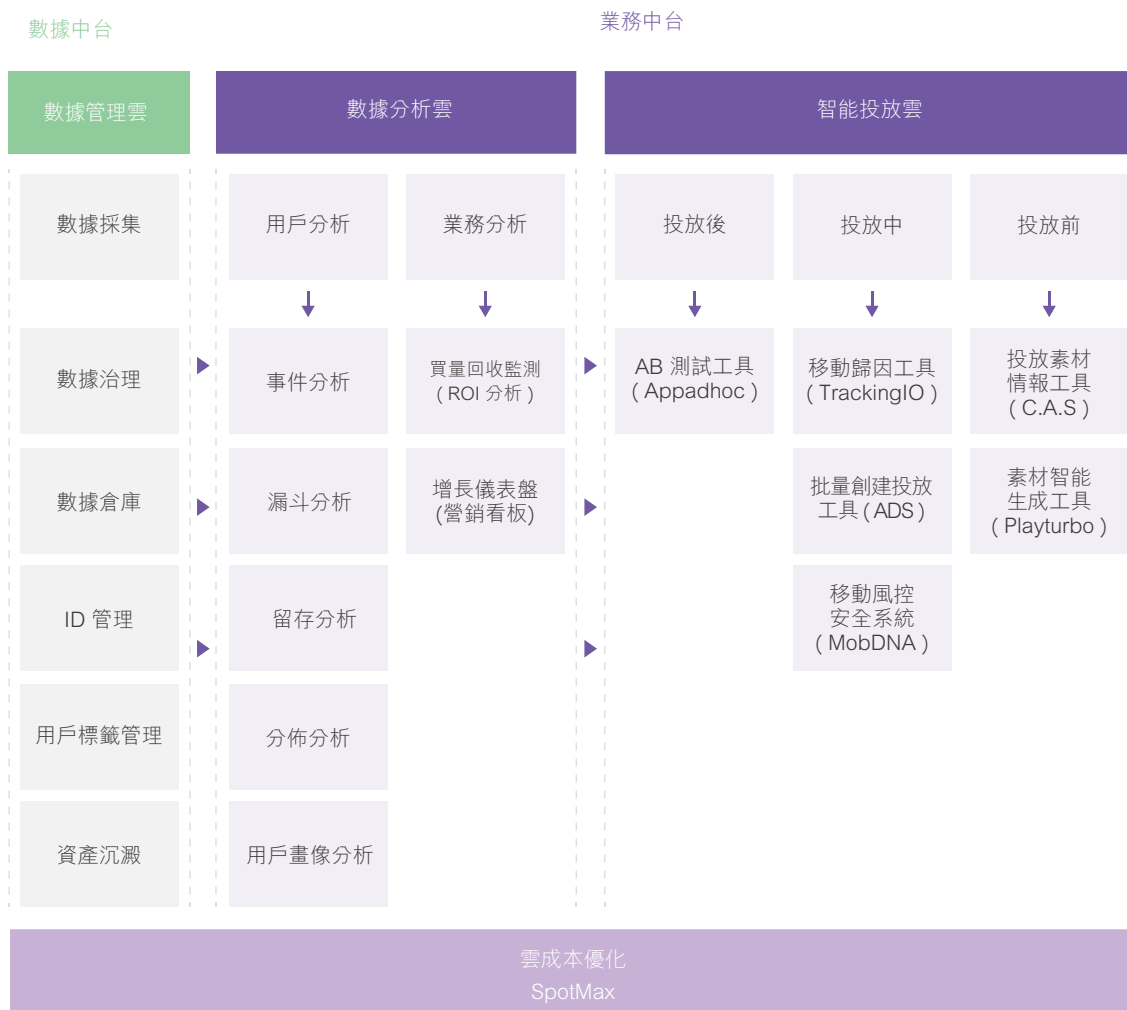 數據中台
業務中台
數據管理雲
數據分析雲
智能投放雲
數據採集
用戶分析
業務分析
投放後
投放中
投放前
數據治理
事件分析
買量回收監測
( ROI 分析 )
AB 測試工具
( Appadhoc )
移動歸因工具
( TrackingIO )
投放素材
情報工具
( C.A.S )
數據倉庫
漏斗分析
增長儀表盤
(營銷看板)
批量創建投放
工具 ( ADS )
素材智能
生成工具
( Playturbo )
ID 管理
留存分析
移動風控
安全系統
( MobDNA )
用戶標籤管理
分佈分析
資產沉澱
用戶畫像分析
雲成本優化
SpotMax